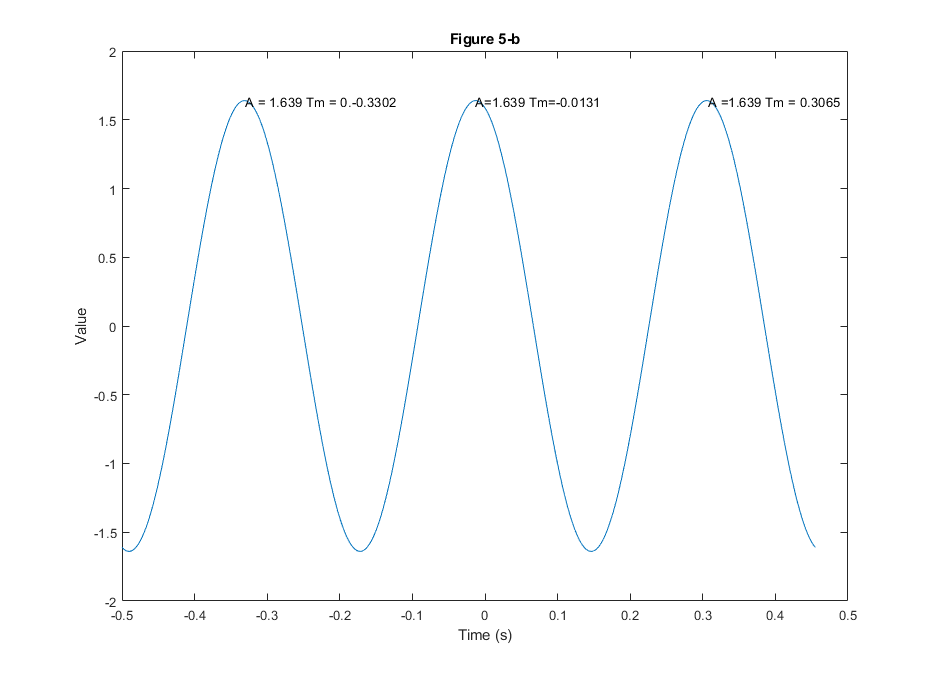 Figure 5-b
2
A = 1.639 Tm = 0.-0.3302 A=1.639 Tm=-0.0131 A =1.639 Tm = 0.3065
1.5
1
0.5
Value
0
-0.5
-1
-1.5
-2
-0.5 -0.4 -0.3 -0.2 -0.1 0 0.1 0.2 0.3 0.4 0.5
Time (s)